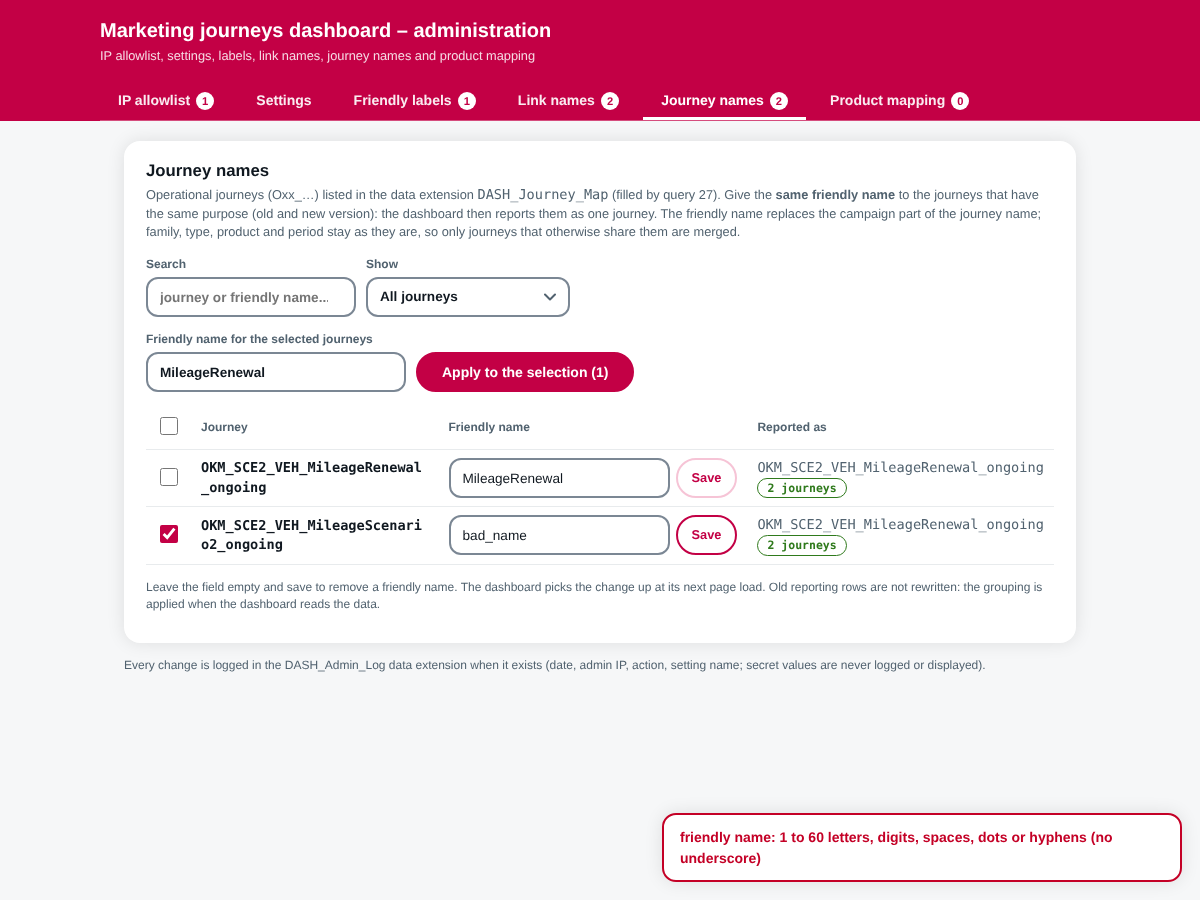 Marketing journeys dashboard – administration
IP allowlist, settings, labels, link names, journey names and product mapping
IP allowlist 1 Settings Friendly labels 1 Link names 2 Journey names 2 Product mapping 0
Journey names
Operational journeys (Oxx_…) listed in the data extension DASH_Journey_Map (filled by query 27). Give the same friendly name to the journeys that have
the same purpose (old and new version): the dashboard then reports them as one journey. The friendly name replaces the campaign part of the journey name;
family, type, product and period stay as they are, so only journeys that otherwise share them are merged.
Search Show
journey or friendly name... All journeys
Friendly name for the selected journeys
MileageRenewal Apply to the selection (1)
Journey Friendly name Reported as
OKM_SCE2_VEH_MileageRenewal
_ongoing
MileageRenewal Save
OKM_SCE2_VEH_MileageRenewal_ongoing
2 journeys
OKM_SCE2_VEH_MileageScenari
o2_ongoing
bad_name Save
OKM_SCE2_VEH_MileageRenewal_ongoing
2 journeys
Leave the field empty and save to remove a friendly name. The dashboard picks the change up at its next page load. Old reporting rows are not rewritten: the grouping is
applied when the dashboard reads the data.
Every change is logged in the DASH_Admin_Log data extension when it exists (date, admin IP, action, setting name; secret values are never logged or displayed).
friendly name: 1 to 60 letters, digits, spaces, dots or hyphens (no
underscore)